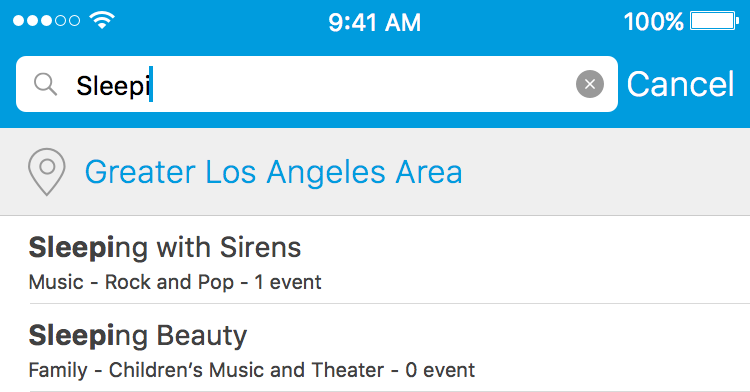 9:41 AM 100%
Sleepi Cancel
Greater Los Angeles Area
Sleeping with Sirens
Music - Rock and Pop - 1 event
Sleeping Beauty
Family - Children’s Music and Theater - 0 event